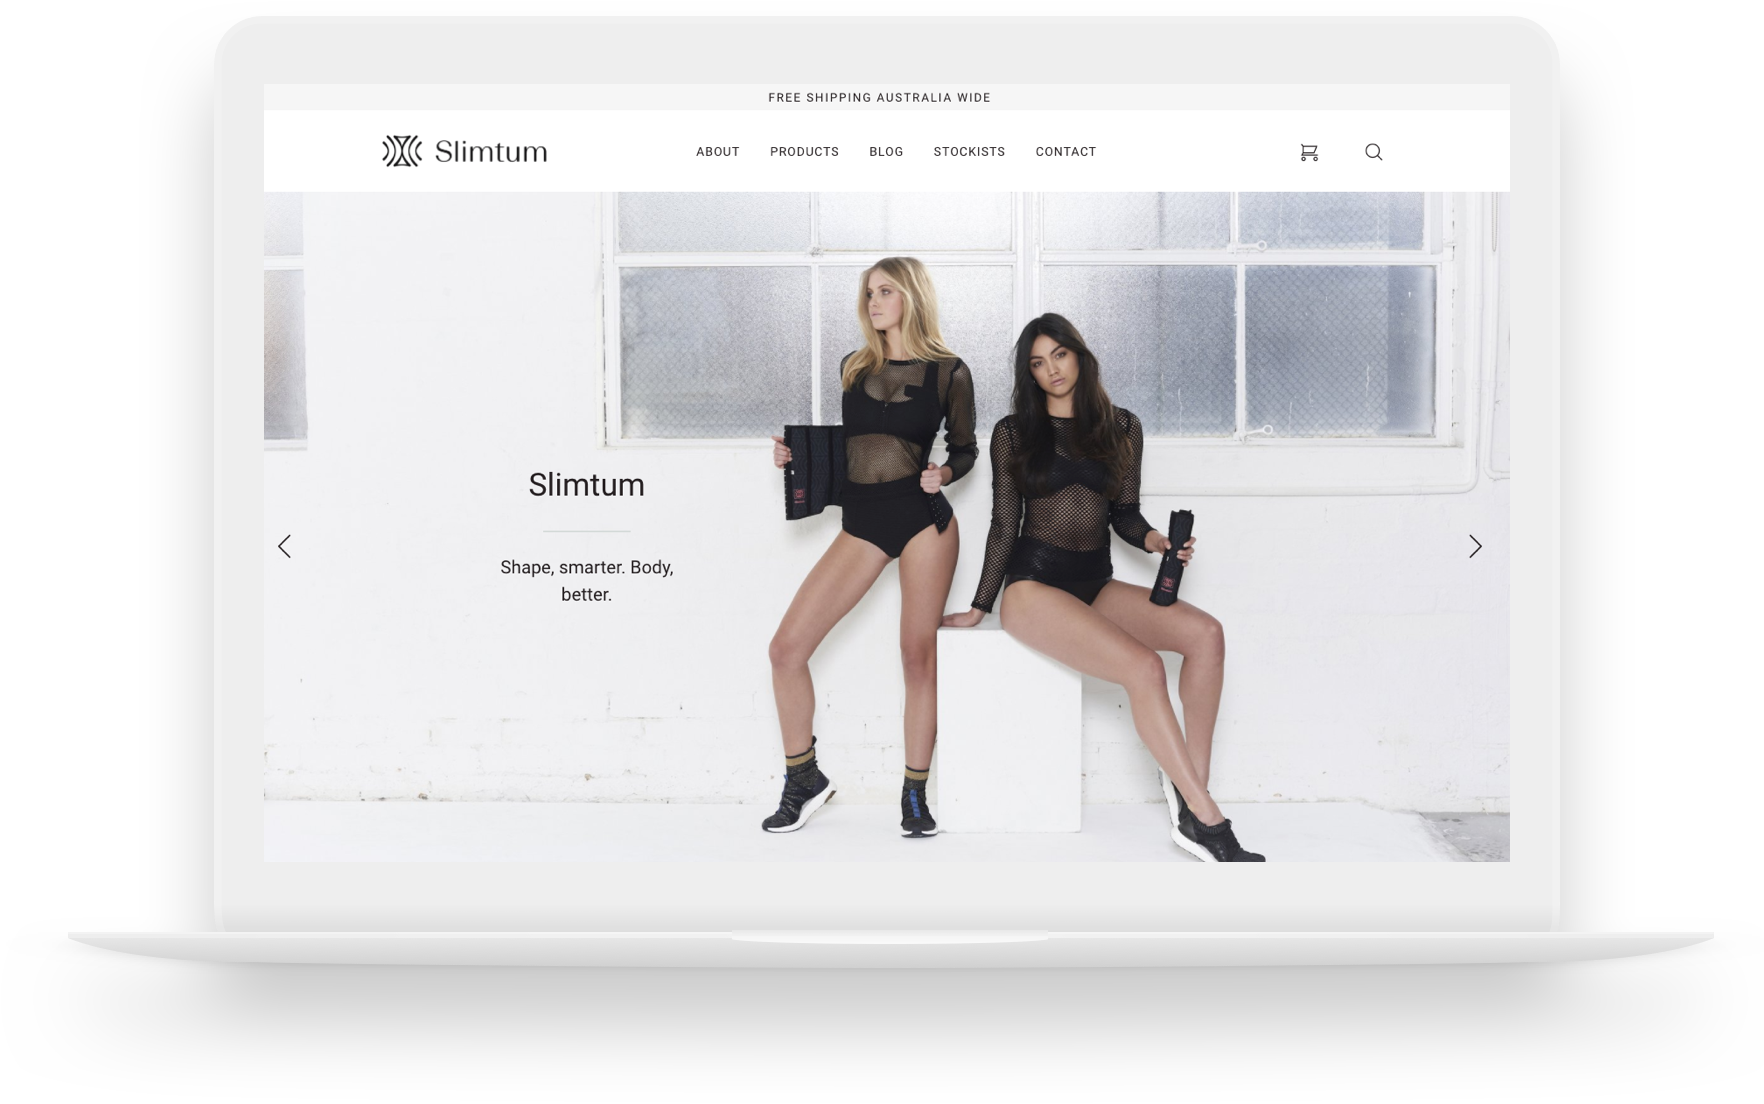 FREE SHIPPING AUSTRALIA WIDE
Slimtum
ABOUT PRODUCTS BLOG STOCKISTS CONTACT
Slimtum
Shape, smarter. Body,
better.